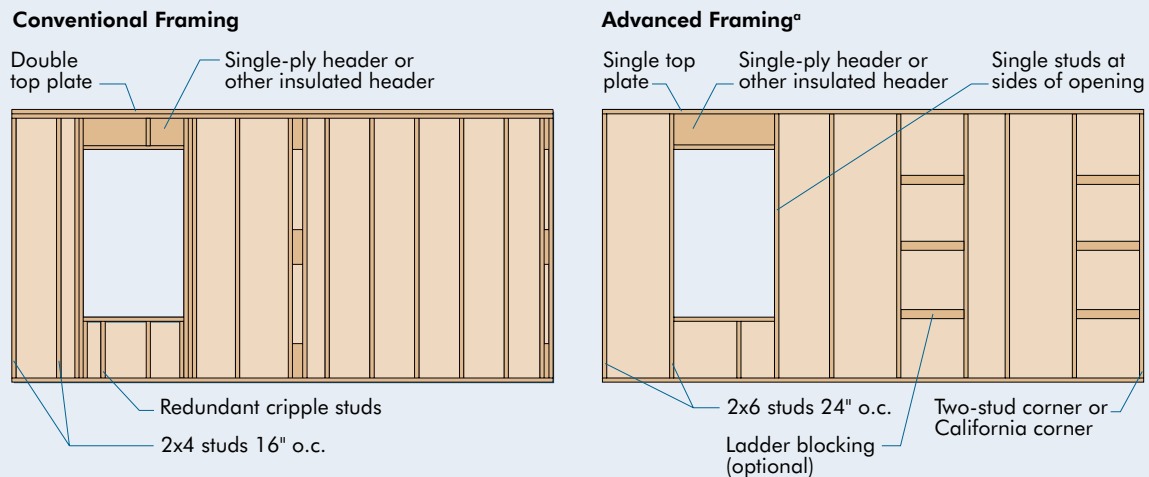 Conventional Framing
Double
top plate
Single-ply header or
other insulated header
Redundant cripple studs
2x4 studs 16" o.c.
Advanced Framingᵃ
Single top
plate
Single-ply header or
other insulated header
Single studs at
sides of opening
2x6 studs 24" o.c.
Ladder blocking
(optional)
Two-stud corner or
California corner